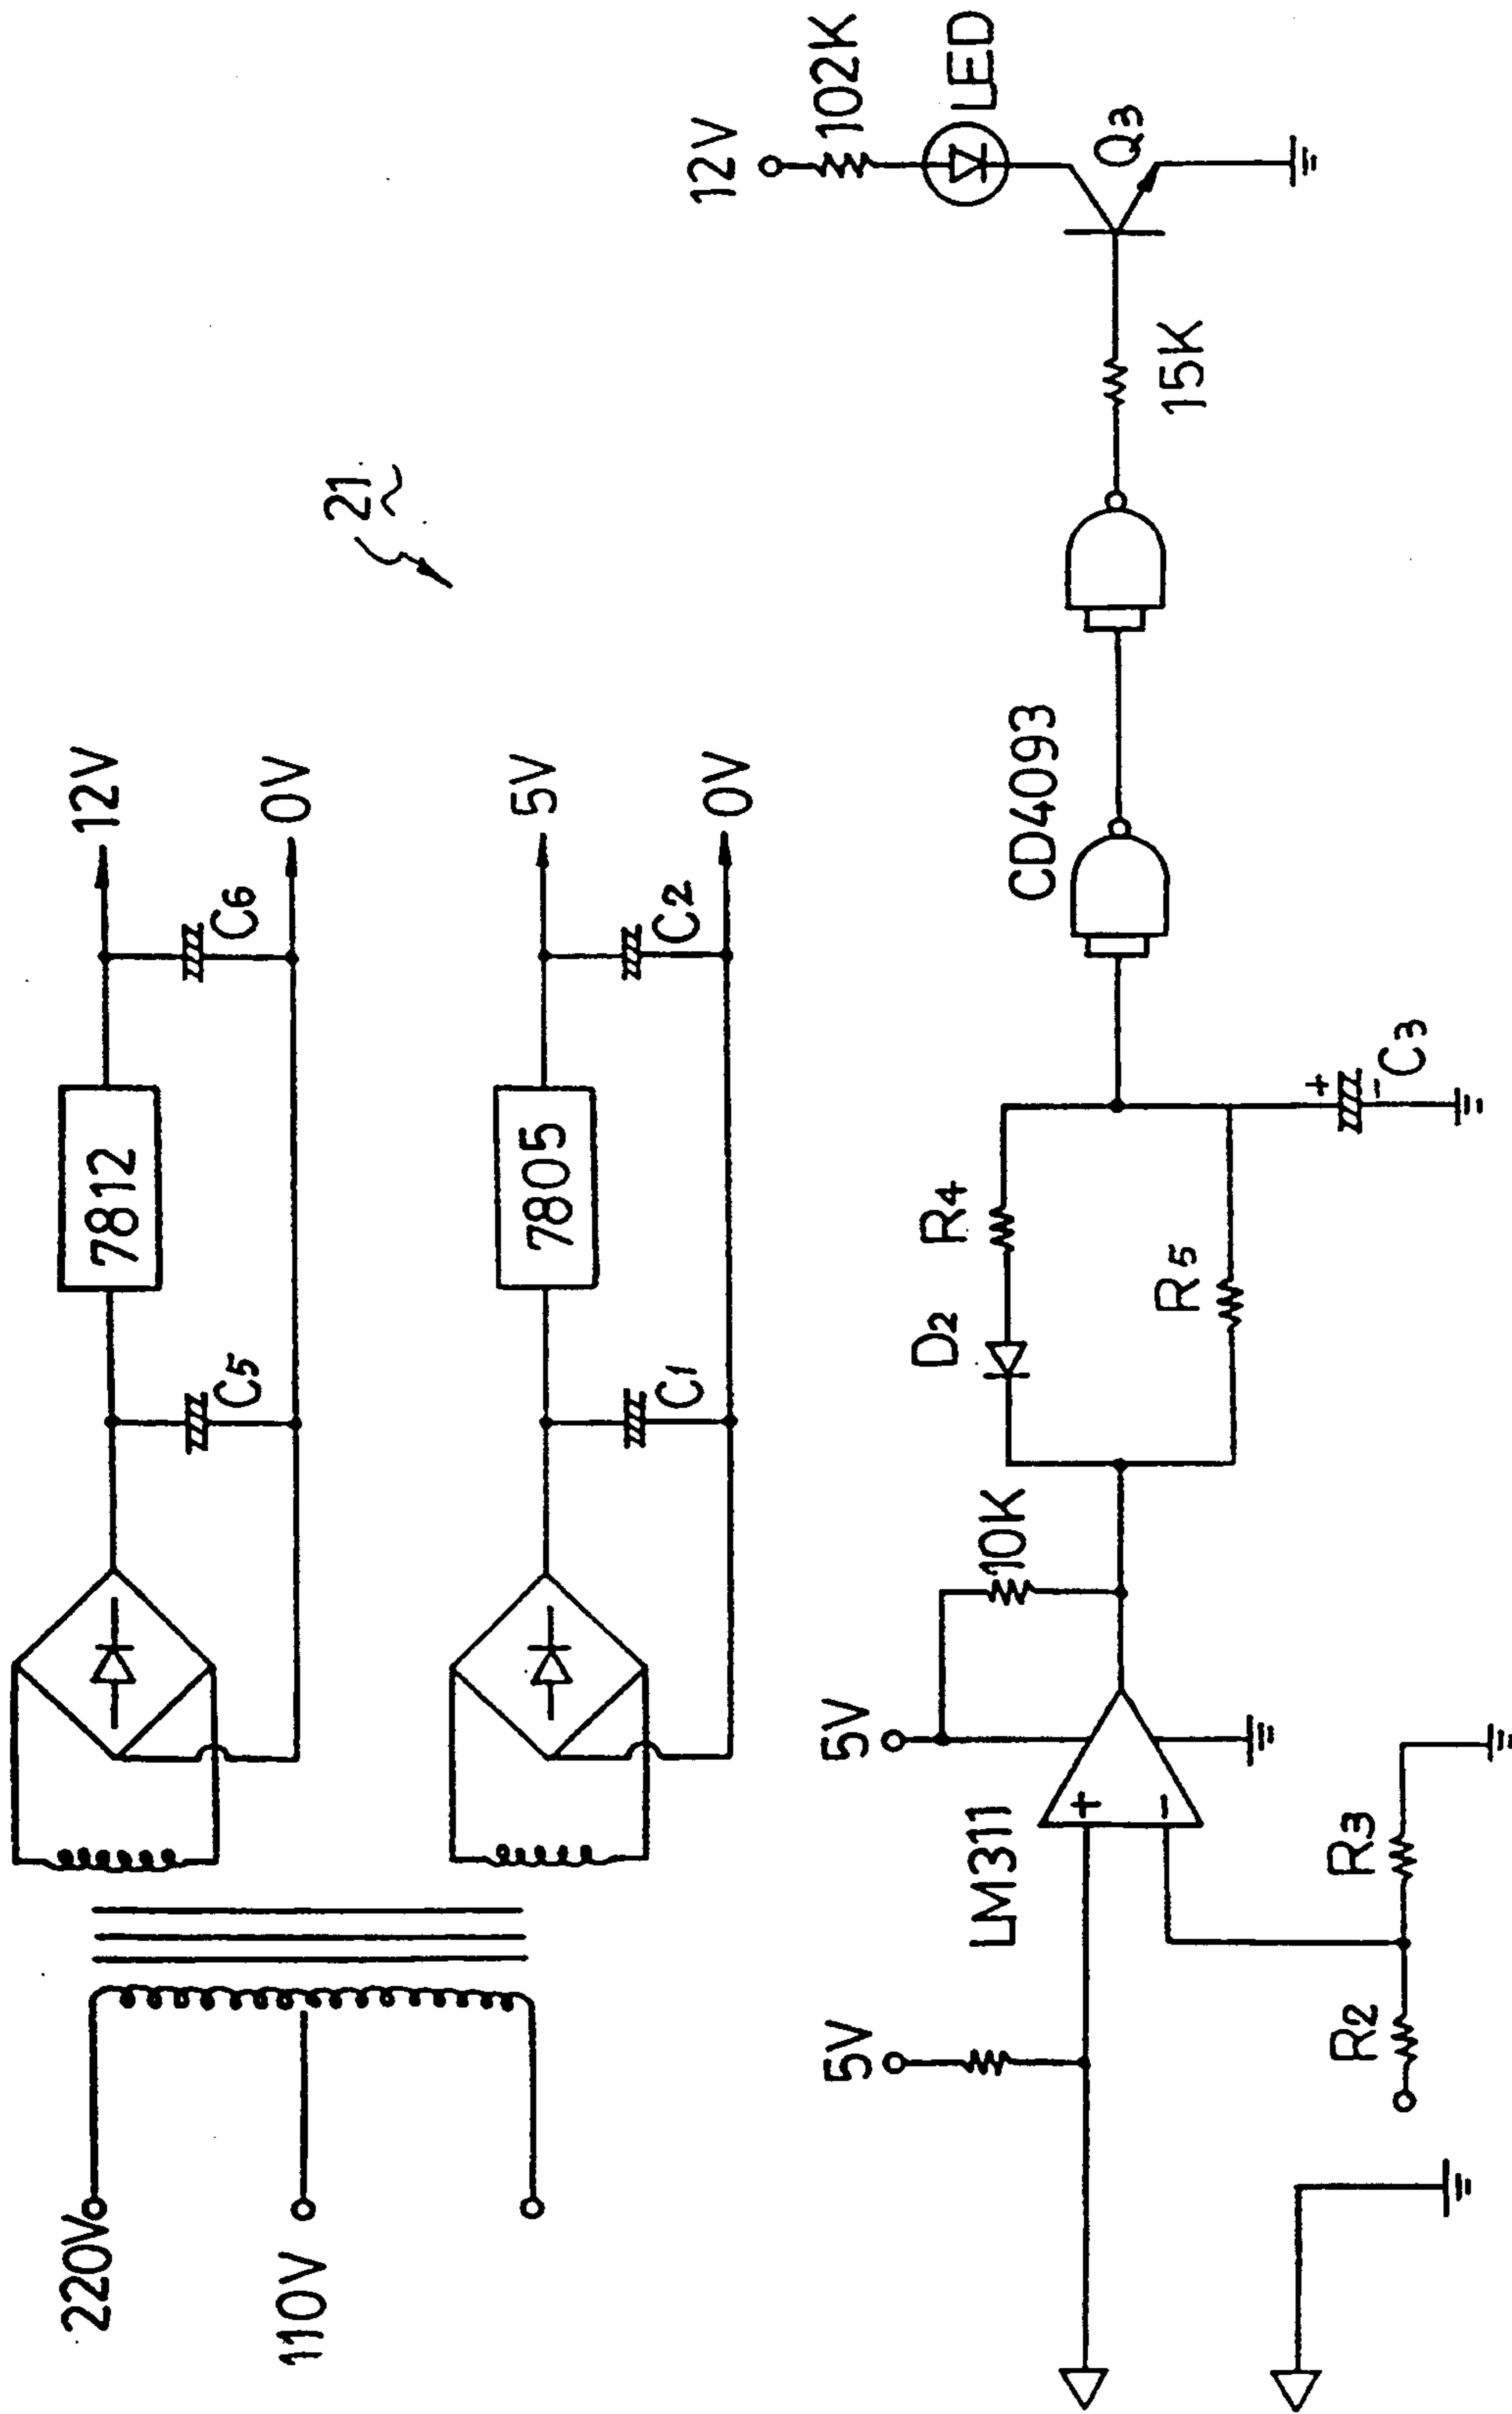 220V
110V
7812
C5
C6
12V
0V
7805
C1
C2
5V
0V
21
5V
5V
LM311
+
-
10K
R2
R3
D2
R4
R5
+
-
C3
CD4093
15K
12V
102K
LED
Q3